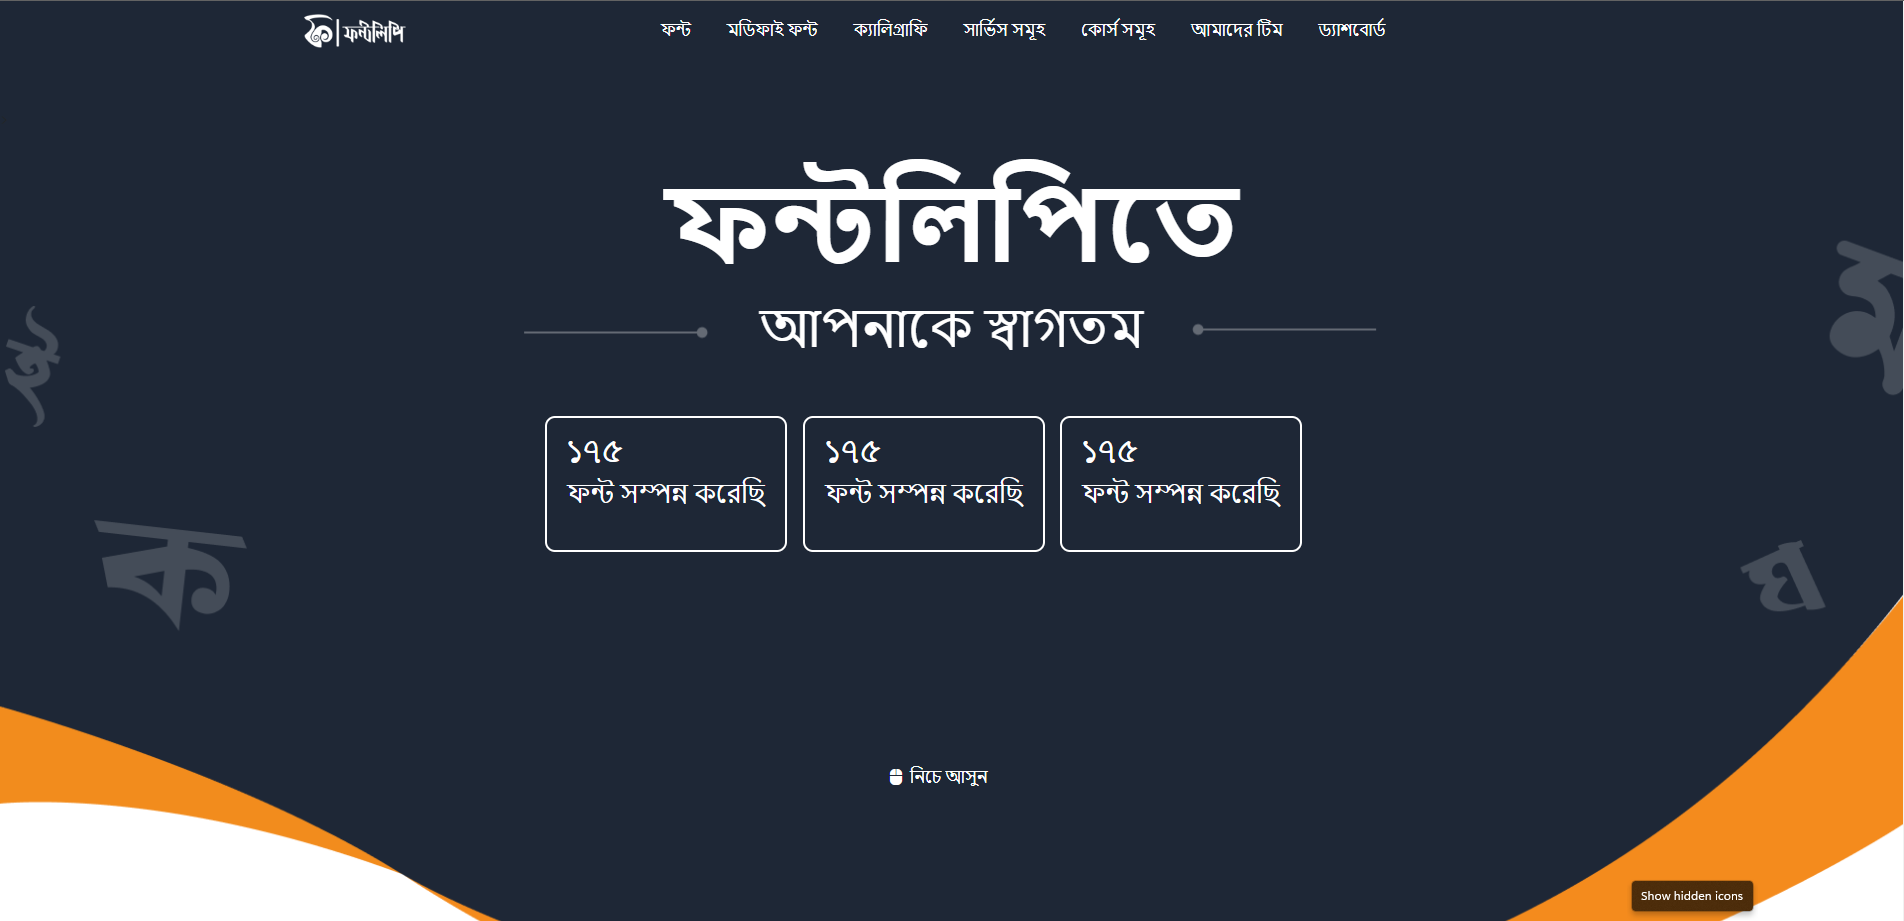 ফন্টলিপি
ফন্ট মডিফাই ফন্ট ক্যালিগ্রাফি সার্ভিস সমূহ কোর্স সমূহ আমাদের টিম ড্যাশবোর্ড
ফন্টলিপিতে
আপনাকে স্বাগতম
১৭৫ ১৭৫ ১৭৫
ফন্ট সম্পন্ন করেছি ফন্ট সম্পন্ন করেছি ফন্ট সম্পন্ন করেছি
ই
ক
ঘ
নিচে আসুন
Show hidden icons